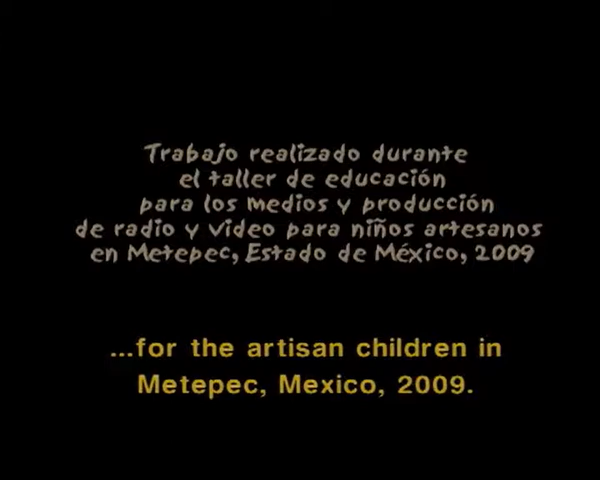 Trabajo realizado durante
el taller de educación
para los medios y producción
de radio y video para niños artesanos
en Metepec, Estado de México, 2009
...for the artisan children in
Metepec, Mexico, 2009.